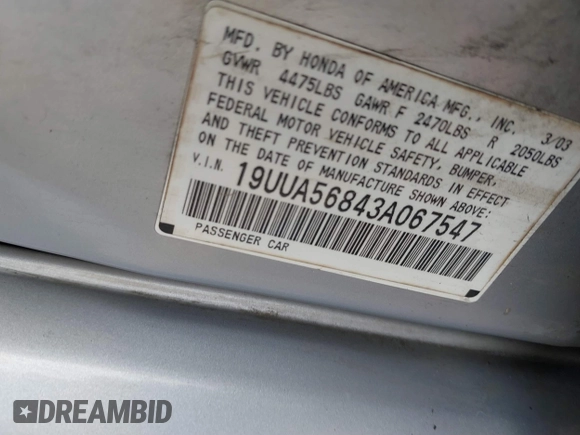 MFD. BY HONDA OF AMERICA MFG., INC. 3/03
GVWR 4475LBS GAWR F 2470LBS R 2050LBS
THIS VEHICLE CONFORMS TO ALL APPLICABLE
FEDERAL MOTOR VEHICLE SAFETY, BUMPER,
AND THEFT PREVENTION STANDARDS IN EFFECT
ON THE DATE OF MANUFACTURE SHOWN ABOVE:
V.I.N. 19UUA56843A067547
PASSENGER CAR
DREAMBID